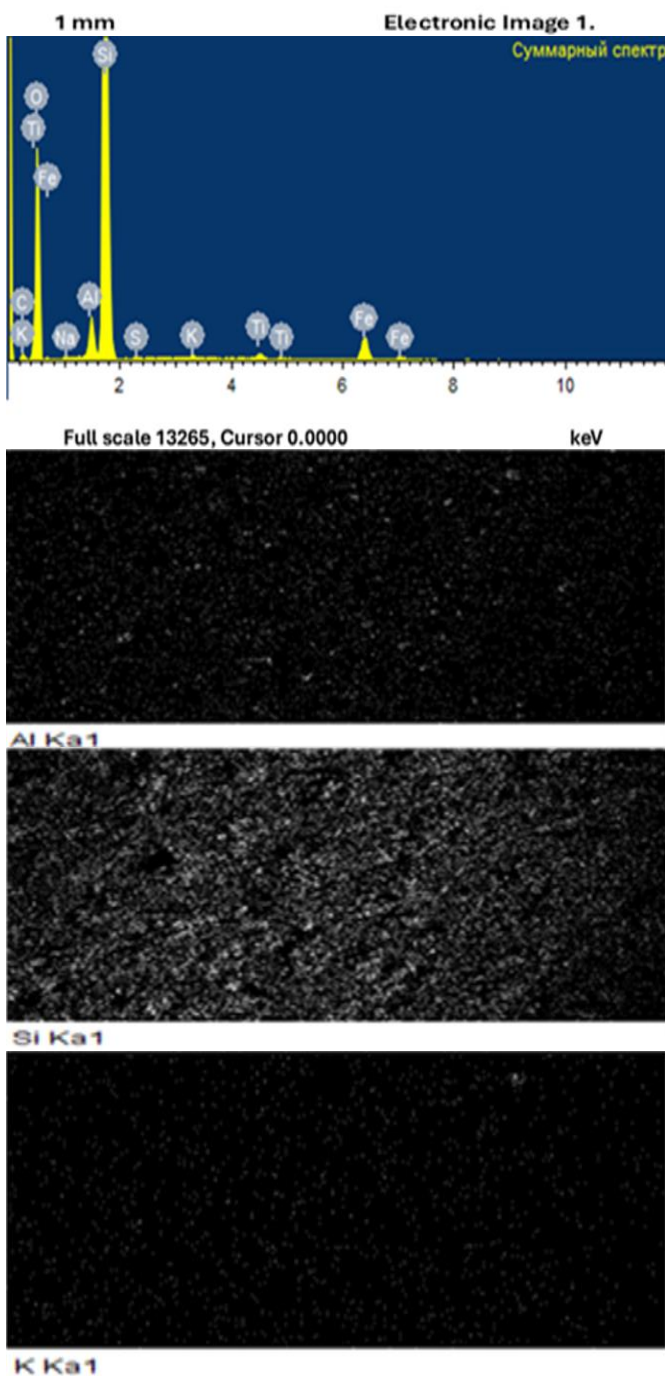 1 mm Electronic Image 1.
Суммарный спектр
Si
O
Ti
Fe
C
K
Na
Al
S
K
Ti
Ti
Fe
Fe
2 4 6 8 10
Full scale 13265, Cursor 0.0000 keV
Al Ka1
Si Ka1
K Ka1